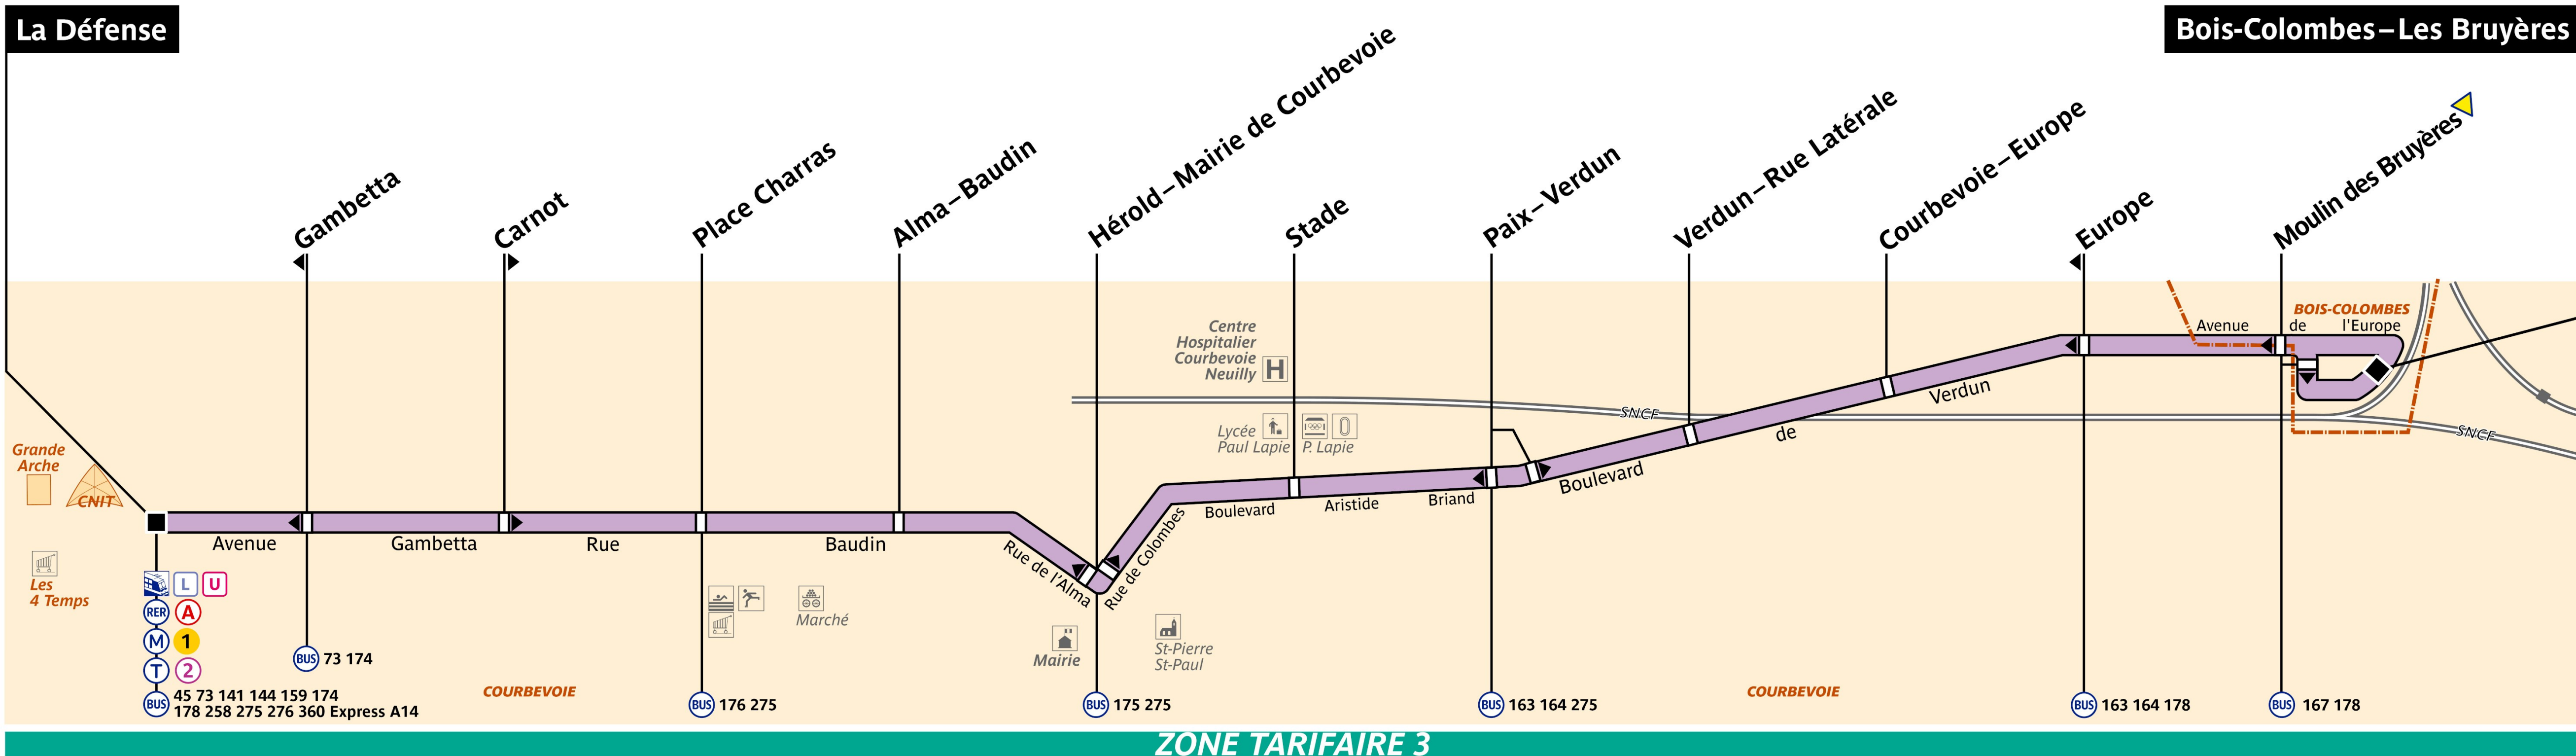 La Défense
Bois-Colombes–Les Bruyères
Gambetta
Carnot
Place Charras
Alma–Baudin
Hérold–Mairie de Courbevoie
Stade
Paix–Verdun
Verdun–Rue Latérale
Courbevoie–Europe
Europe
Moulin des Bruyères
BOIS-COLOMBES
Avenue de l'Europe
Centre
Hospitalier
Courbevoie
Neuilly
H
SNCF
Verdun
de
Boulevard
SNCF
Lycée
Paul Lapie
P. Lapie
Grande
Arche
CNIT
Boulevard Aristide Briand
Avenue Gambetta Rue Baudin
Rue de l'Alma
Rue de Colombes
Les
4 Temps
L U
RER A
M 1
T 2
BUS 45 73 141 144 159 174
178 258 275 276 360 Express A14
BUS 73 174
Marché
Mairie
St-Pierre
St-Paul
COURBEVOIE
COURBEVOIE
BUS 176 275
BUS 175 275
BUS 163 164 275
BUS 163 164 178
BUS 167 178
ZONE TARIFAIRE 3